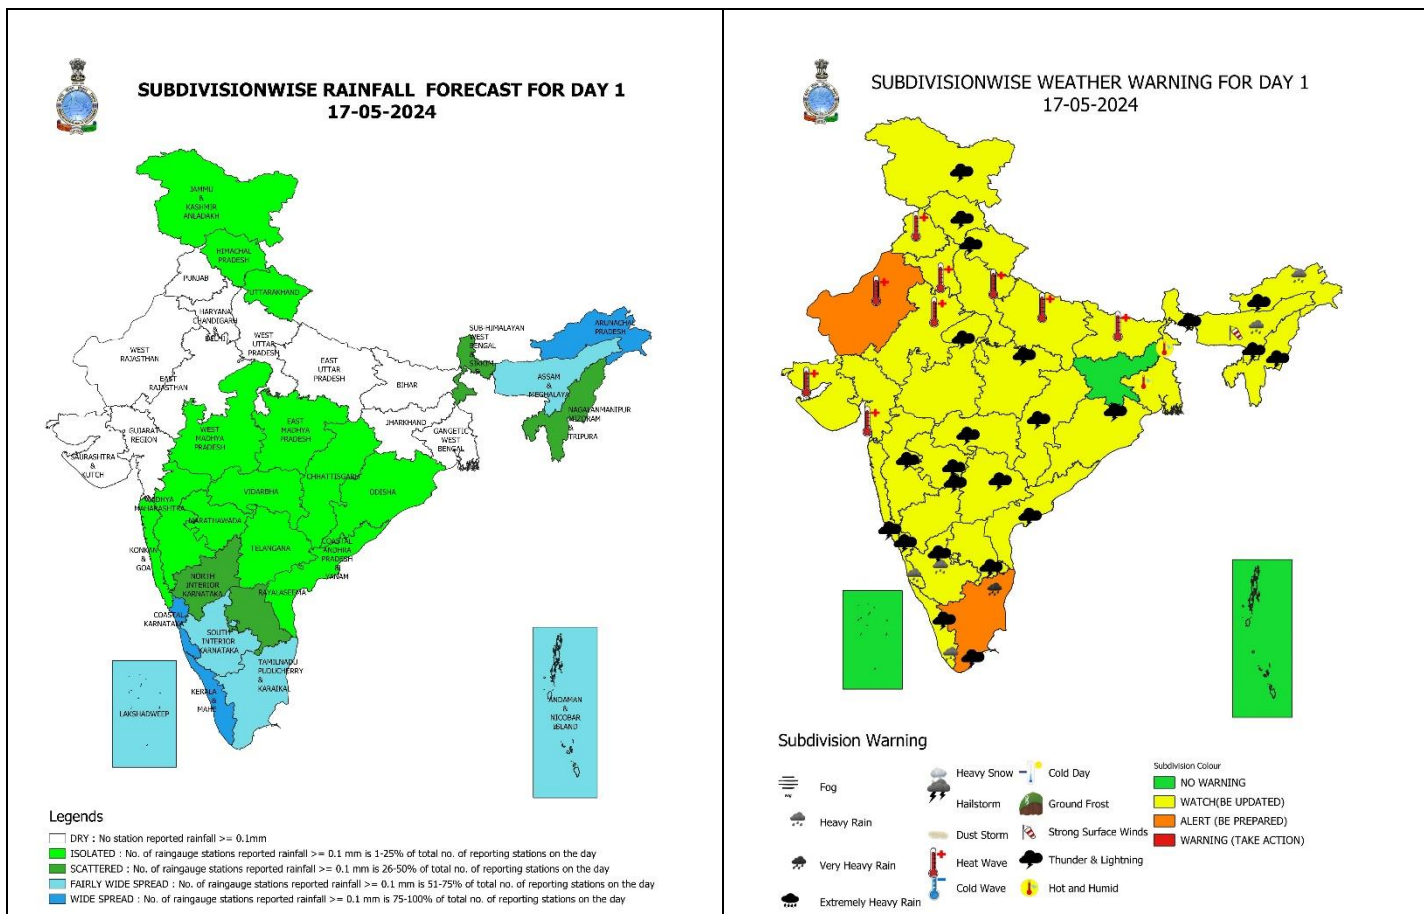 SUBDIVISIONWISE RAINFALL FORECAST FOR DAY 1
17-05-2024
JAMMU
&
KASHMIR
ANLADAKH
HIMACHAL
PRADESH
PUNJAB
UTTARAKHAND
HARYANA
CHANDIGARH
&
DELHI
WEST
UTTAR
PRADESH
WEST
RAJASTHAN
EAST
RAJASTHAN
EAST
UTTAR
PRADESH
BIHAR
SUB-HIMALAYAN
WEST
BENGAL
&
SIKKIM
ARUNACHAL
PRADESH
ASSAM
&
MEGHALAYA
NAGALANMANIPUR
MIZORAM
&
TRIPURA
GUJARAT
REGION
SAURASHTRA
&
KUTCH
WEST
MADHYA
PRADESH
EAST
MADHYA
PRADESH
JHARKHAND
GANGETIC
WEST
BENGAL
CHHATTISGARH
ODISHA
VIDARBHA
MADHYA
MAHARASHTRA
MARATHAWADA
TELANGANA
KONKAN
&
GOA
COASTAL
ANDHRA
PRADESH
&
YANAM
NORTH
INTERIOR
KARNATAKA
RAYALASEEMA
COASTAL
KARNATAKA
SOUTH
INTERIOR
KARNATAKA
TAMILNADU
PUDUCHERRY
&
KARAIKAL
KERALA
&
MAHE
LAKSHADWEEP
ANDAMAN
&
NICOBAR
ISLAND
Legends
DRY : No station reported rainfall >= 0.1mm
ISOLATED : No. of raingauge stations reported rainfall >= 0.1 mm is 1-25% of total no. of reporting stations on the day
SCATTERED : No. of raingauge stations reported rainfall >= 0.1 mm is 26-50% of total no. of reporting stations on the day
FAIRLY WIDE SPREAD : No. of raingauge stations reported rainfall >= 0.1 mm is 51-75% of total no. of reporting stations on the day
WIDE SPREAD : No. of raingauge stations reported rainfall >= 0.1 mm is 75-100% of total no. of reporting stations on the day
SUBDIVISIONWISE WEATHER WARNING FOR DAY 1
17-05-2024
Subdivision Warning
Fog
Heavy Rain
Very Heavy Rain
Extremely Heavy Rain
Heavy Snow
Hailstorm
Dust Storm
Heat Wave
Cold Wave
Cold Day
Ground Frost
Strong Surface Winds
Thunder & Lightning
Hot and Humid
Subdivision Colour
NO WARNING
WATCH(BE UPDATED)
ALERT (BE PREPARED)
WARNING (TAKE ACTION)